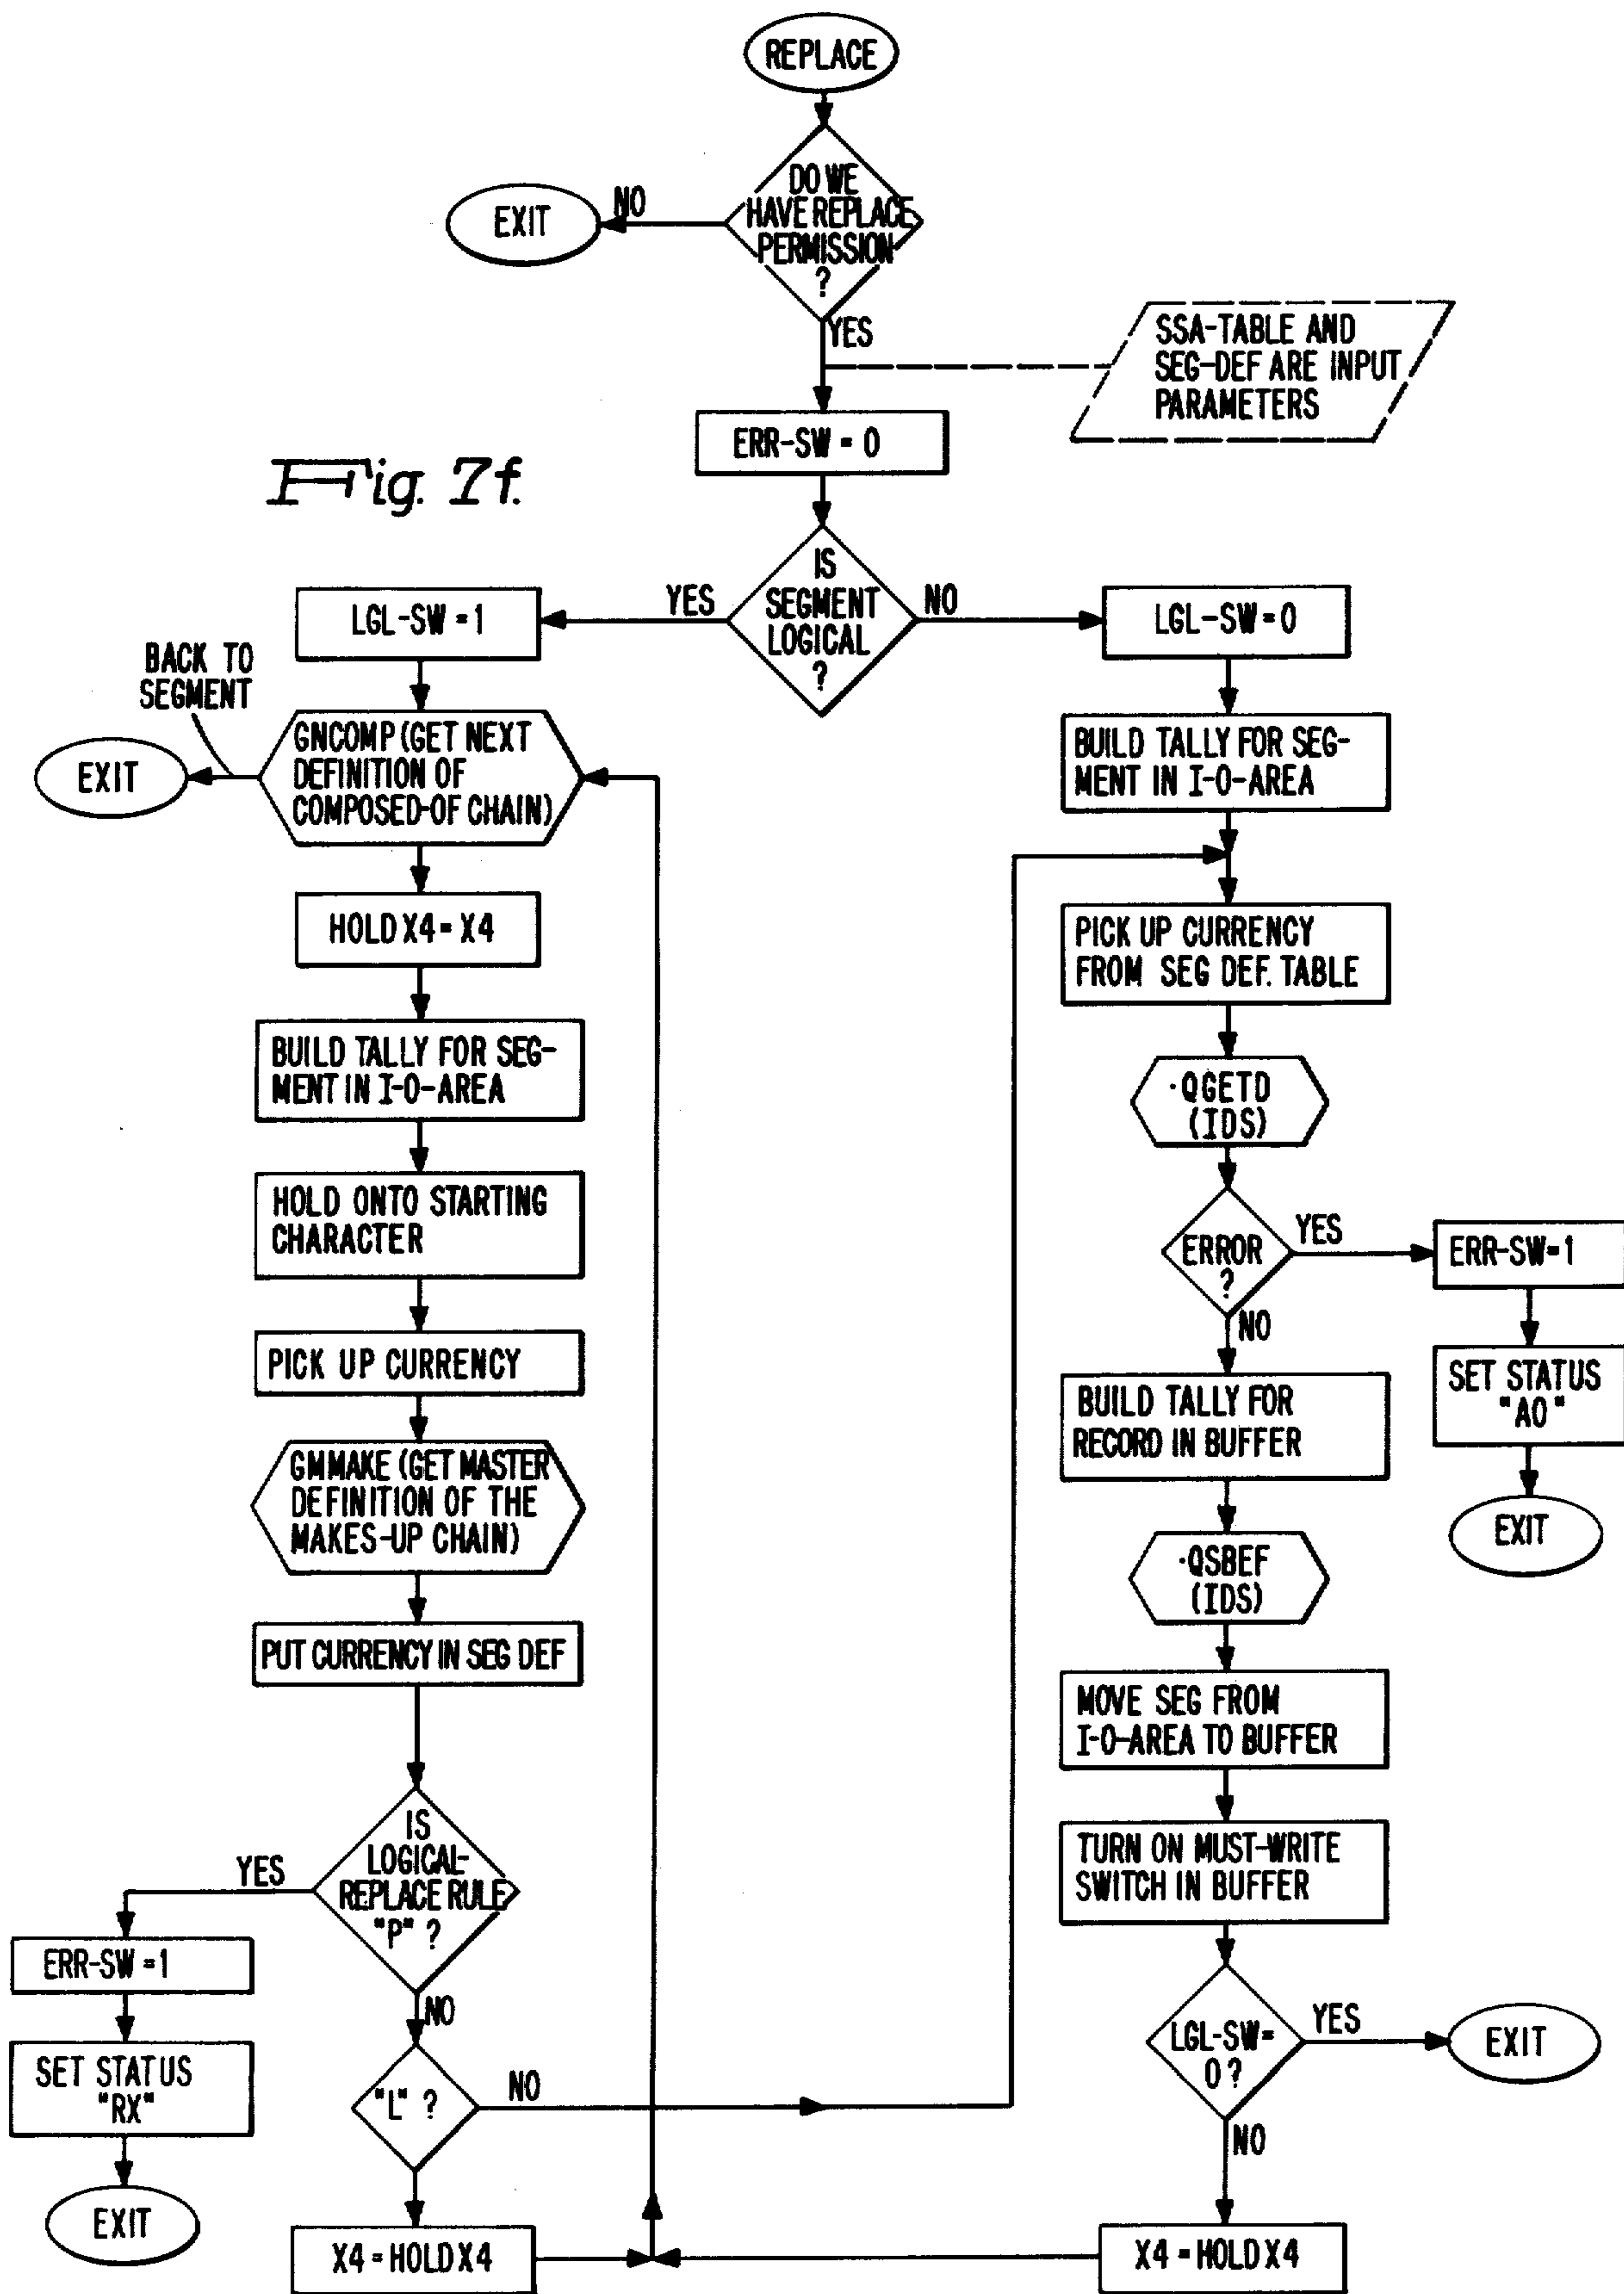 REPLACE
DO WE
HAVE REPLACE
PERMISSION
?
NO
EXIT
YES
SSA-TABLE AND
SEG-DEF ARE INPUT
PARAMETERS
ERR-SW = 0
Fig. 7f.
IS
SEGMENT
LOGICAL
?
YES
NO
LGL-SW = 1
LGL-SW = 0
BACK TO
SEGMENT
GNCOMP (GET NEXT
DEFINITION OF
COMPOSED-OF CHAIN)
EXIT
HOLD X4 = X4
BUILD TALLY FOR SEG-
MENT IN I-O-AREA
HOLD ONTO STARTING
CHARACTER
PICK UP CURRENCY
GMMAKE (GET MASTER
DEFINITION OF THE
MAKES-UP CHAIN)
PUT CURRENCY IN SEG DEF
IS
LOGICAL-
REPLACE RULE
"P" ?
YES
ERR-SW = 1
SET STATUS
"RX"
EXIT
NO
"L" ?
NO
X4 = HOLD X4
BUILD TALLY FOR SEG-
MENT IN I-O-AREA
PICK UP CURRENCY
FROM SEG DEF. TABLE
·QGETD
(IDS)
ERROR
?
YES
ERR-SW=1
SET STATUS
"AO"
EXIT
NO
BUILD TALLY FOR
RECORD IN BUFFER
·QSBEF
(IDS)
MOVE SEG FROM
I-O-AREA TO BUFFER
TURN ON MUST-WRITE
SWITCH IN BUFFER
LGL-SW=
0 ?
YES
EXIT
NO
X4 = HOLD X4